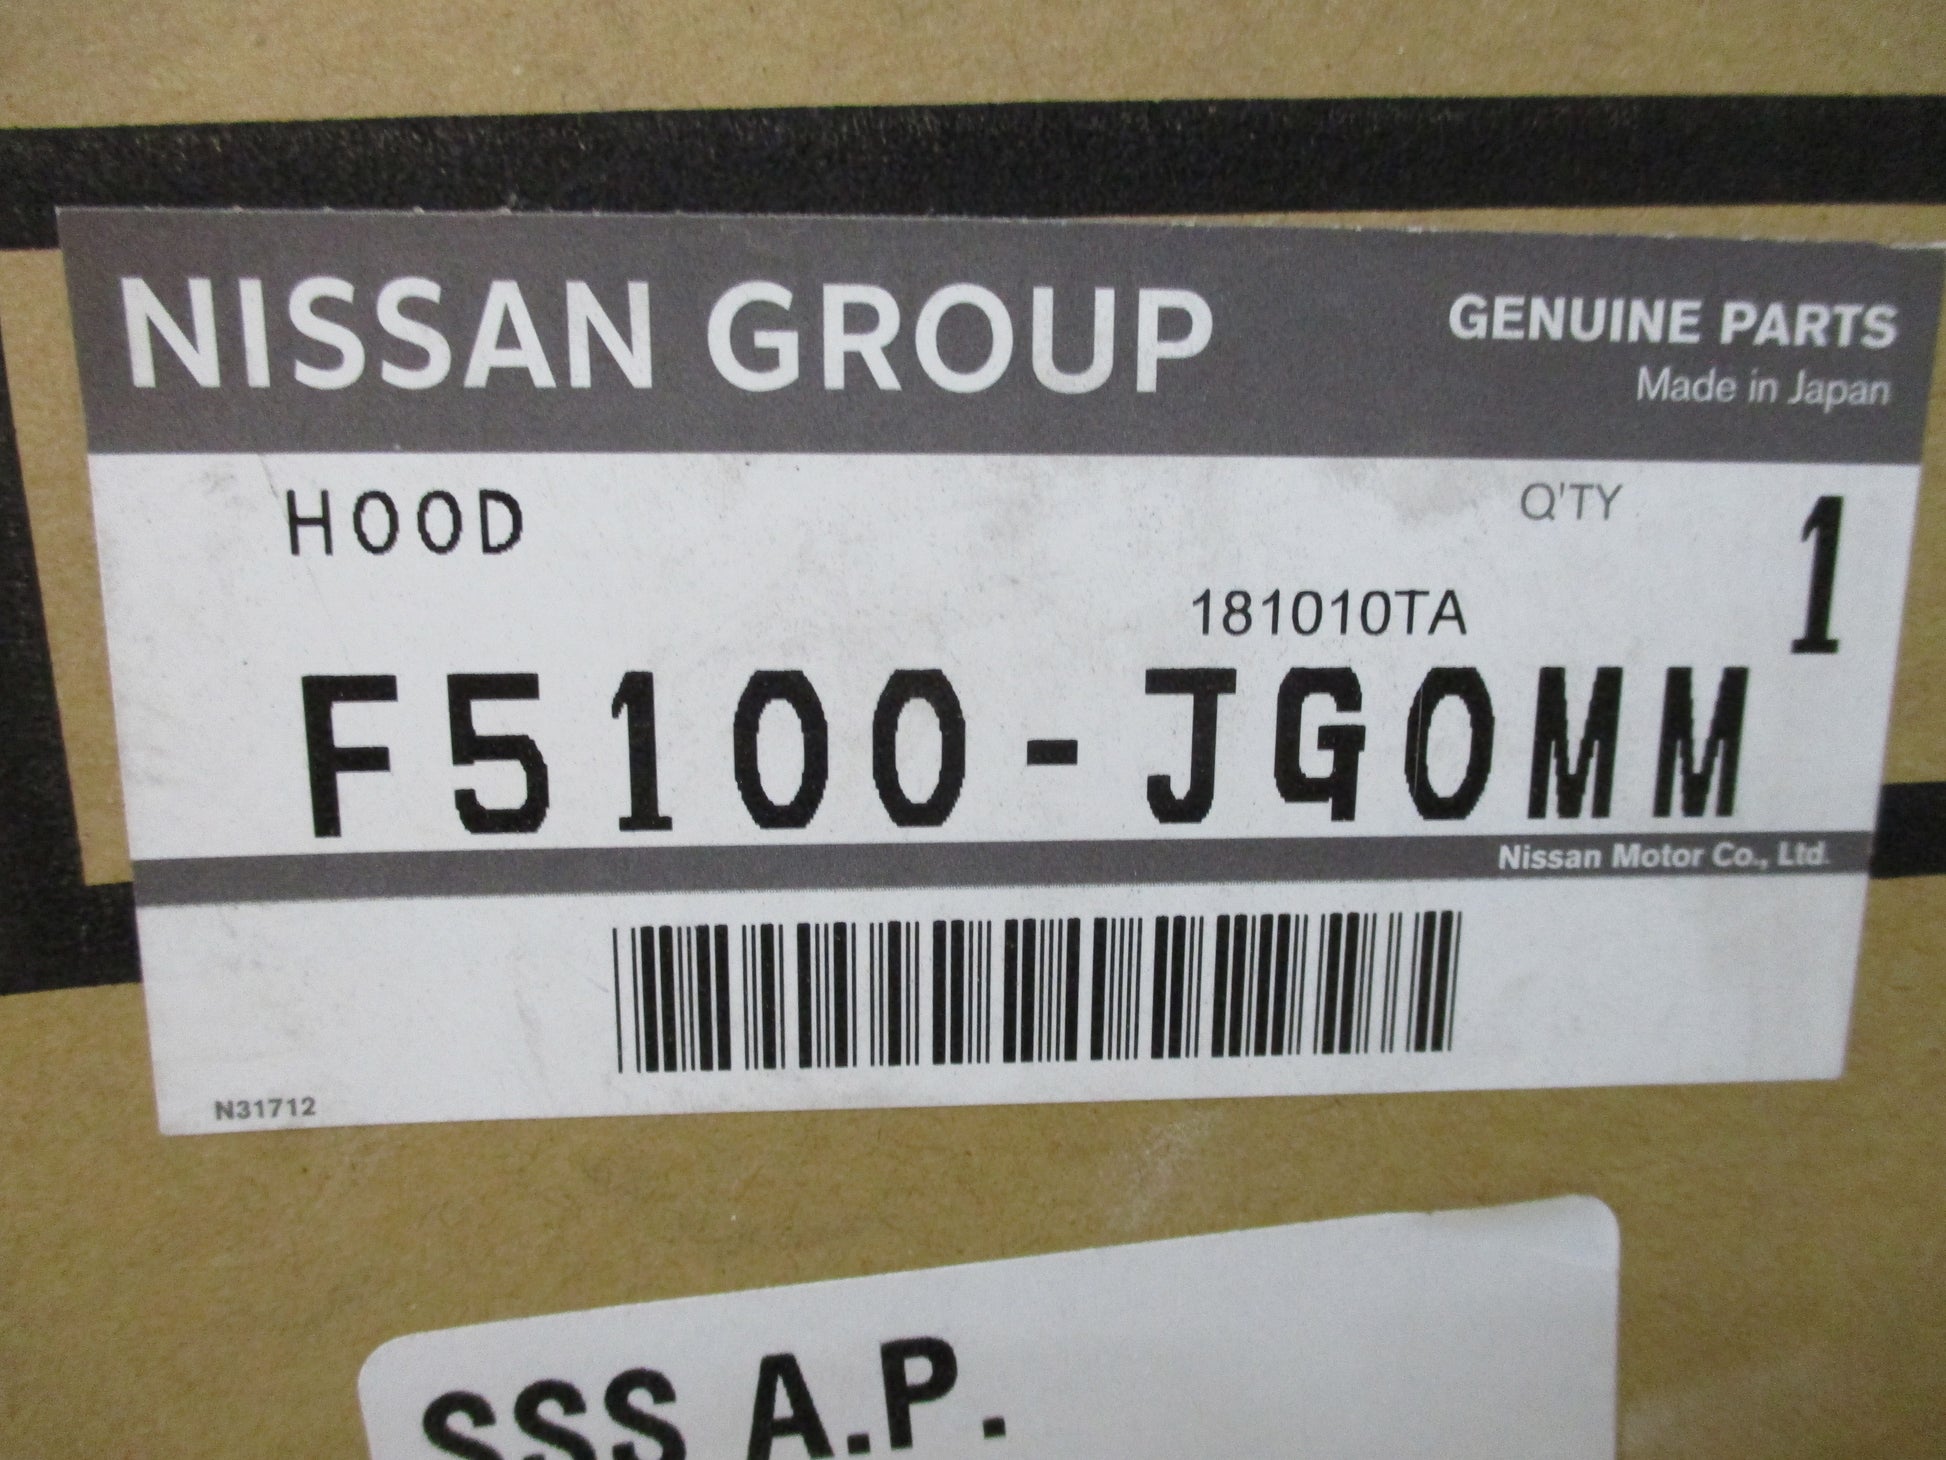 NISSAN GROUP
GENUINE PARTS
Made in Japan
HOOD
Q'TY 1
181010TA
F5100-JG0MM
Nissan Motor Co., Ltd.
N31712
SSS A.P.